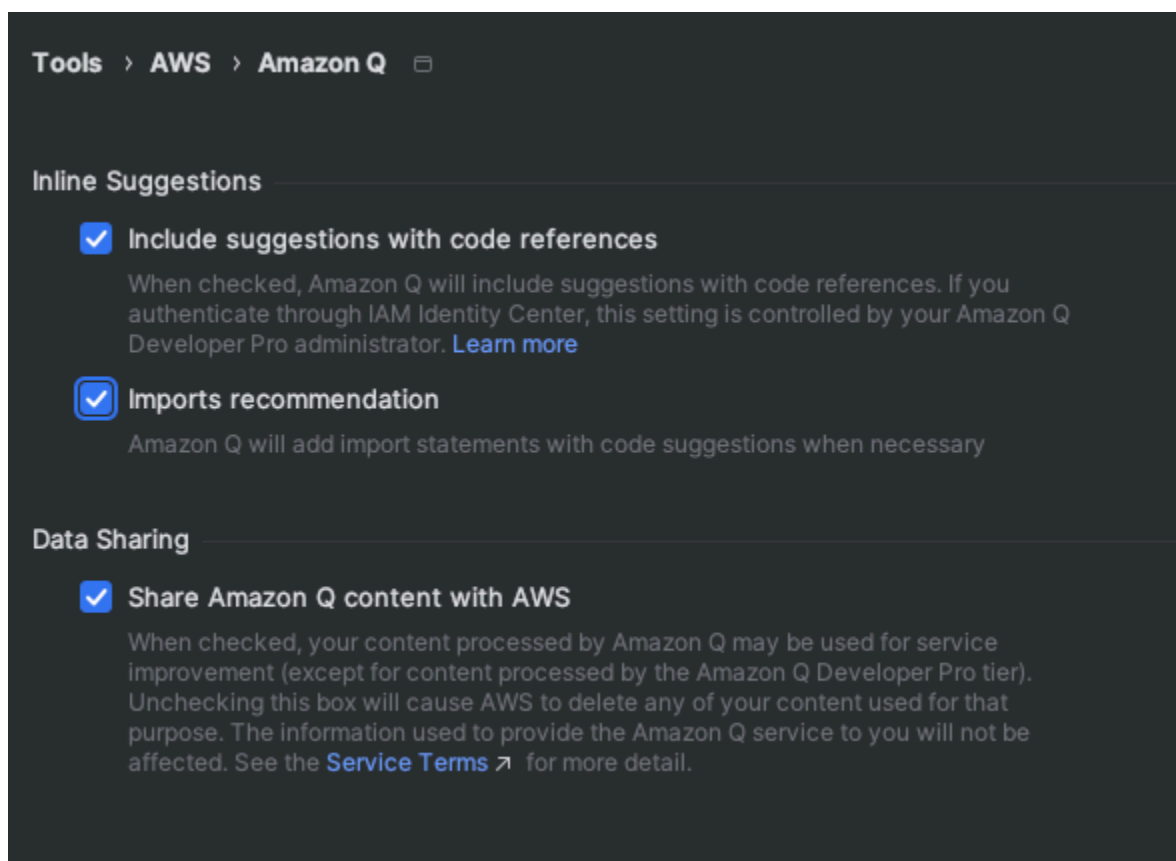 Tools › AWS › Amazon Q
Inline Suggestions
Include suggestions with code references
When checked, Amazon Q will include suggestions with code references. If you
authenticate through IAM Identity Center, this setting is controlled by your Amazon Q
Developer Pro administrator. Learn more
Imports recommendation
Amazon Q will add import statements with code suggestions when necessary
Data Sharing
Share Amazon Q content with AWS
When checked, your content processed by Amazon Q may be used for service
improvement (except for content processed by the Amazon Q Developer Pro tier).
Unchecking this box will cause AWS to delete any of your content used for that
purpose. The information used to provide the Amazon Q service to you will not be
affected. See the Service Terms ↗ for more detail.